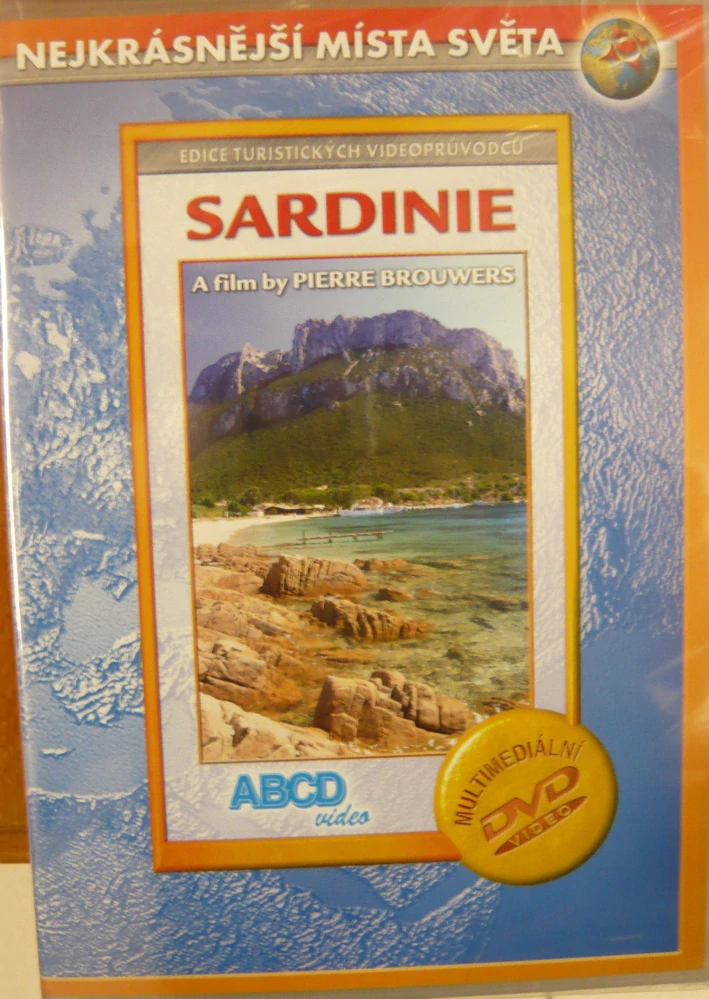 NEJKRÁSNĚJŠÍ MÍSTA SVĚTA
EDICE TURISTICKÝCH VIDEOPRŮVODCŮ
SARDINIE
A film by PIERRE BROUWERS
ABCD
video
MULTIMEDIÁLNÍ
DVD
VIDEO